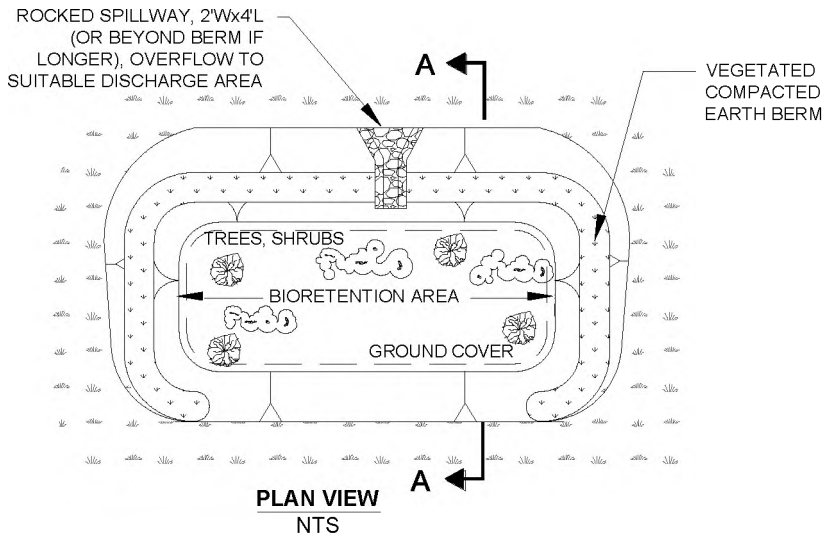 ROCKED SPILLWAY, 2'Wx4'L
(OR BEYOND BERM IF
LONGER), OVERFLOW TO
SUITABLE DISCHARGE AREA
A
VEGETATED
COMPACTED
EARTH BERM
TREES, SHRUBS
BIORETENTION AREA
GROUND COVER
A
PLAN VIEW
NTS